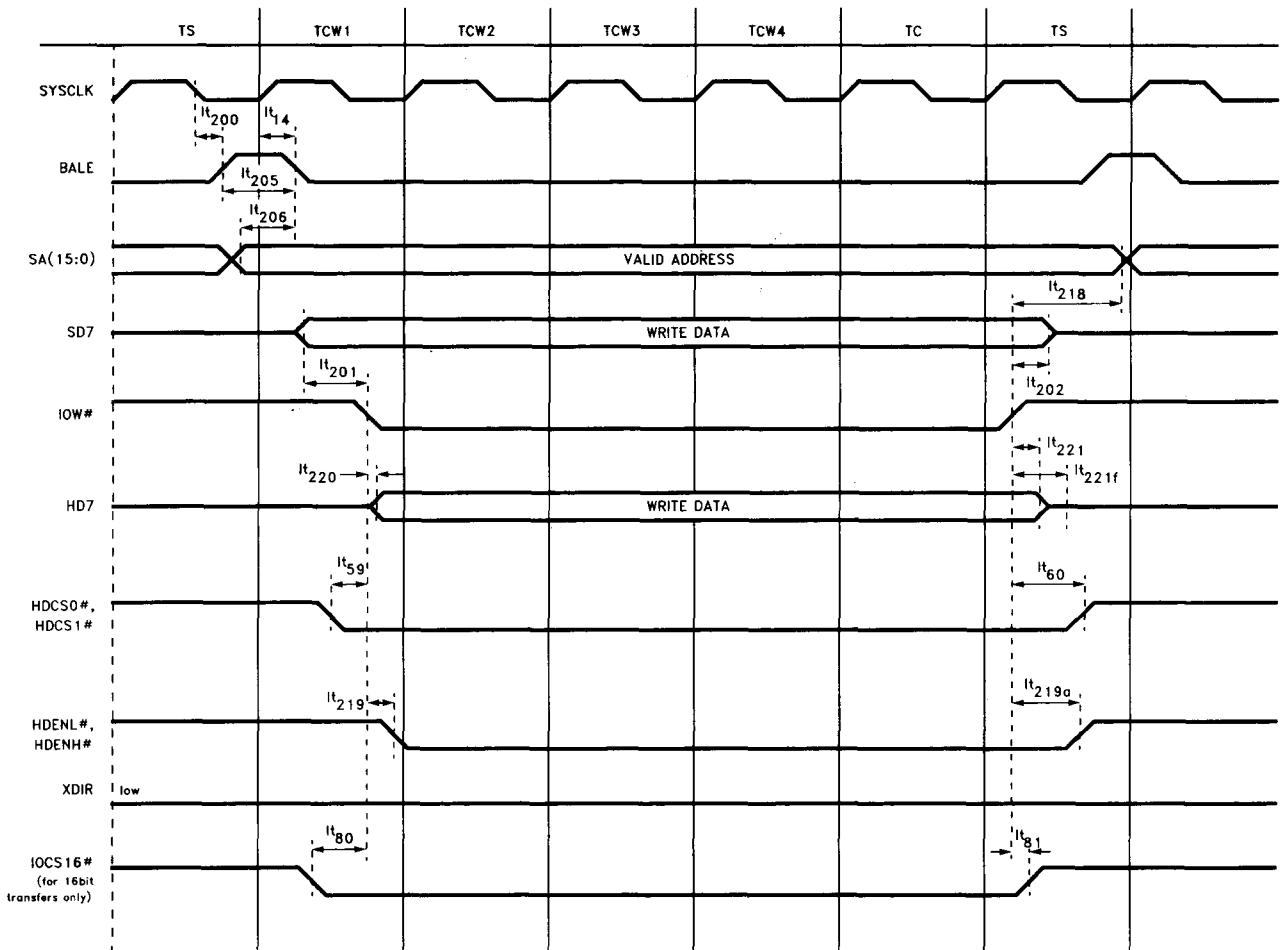 TS TCW1 TCW2 TCW3 TCW4 TC TS
SYSCLK
It200 It14
BALE
It205
It206
SA(15:0) VALID ADDRESS
It218
SD7 WRITE DATA
It201 It202
IOW#
It220 It221
It221f
HD7 WRITE DATA
It59 It60
HDCS0#,
HDCS1#
It219 It219a
HDENL#,
HDENH#
XDIR low
It80 It81
IOCS16#
(for 16bit
transfers only)